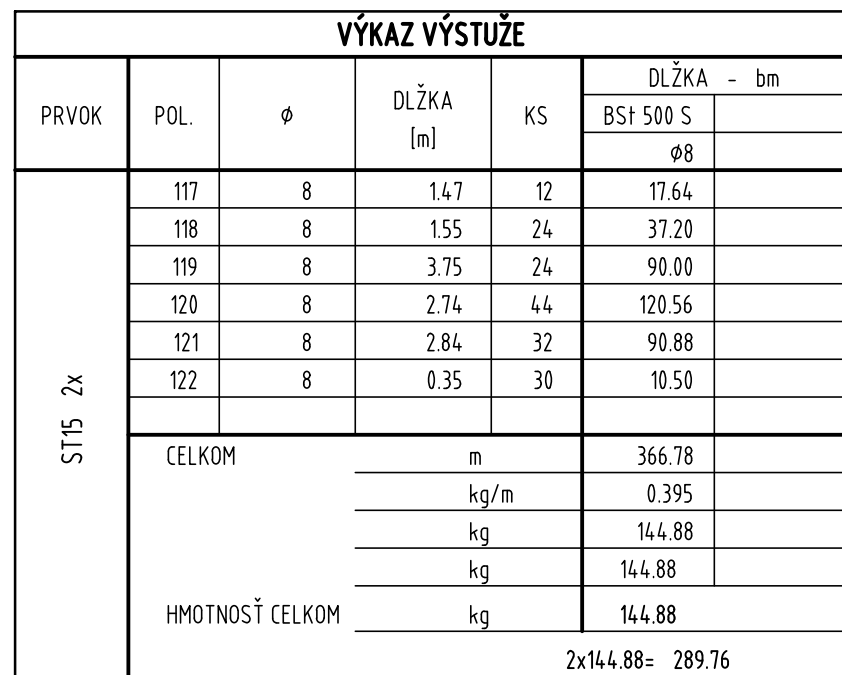 VÝKAZ VÝSTUŽE
PRVOK POL. ϕ DLŽKA [m] KS DLŽKA - bm
BSt 500 S
ϕ8
ST15 2x
117 8 1.47 12 17.64
118 8 1.55 24 37.20
119 8 3.75 24 90.00
120 8 2.74 44 120.56
121 8 2.84 32 90.88
122 8 0.35 30 10.50
CELKOM m 366.78
kg/m 0.395
kg 144.88
kg 144.88
HMOTNOSŤ CELKOM kg 144.88
2x144.88= 289.76